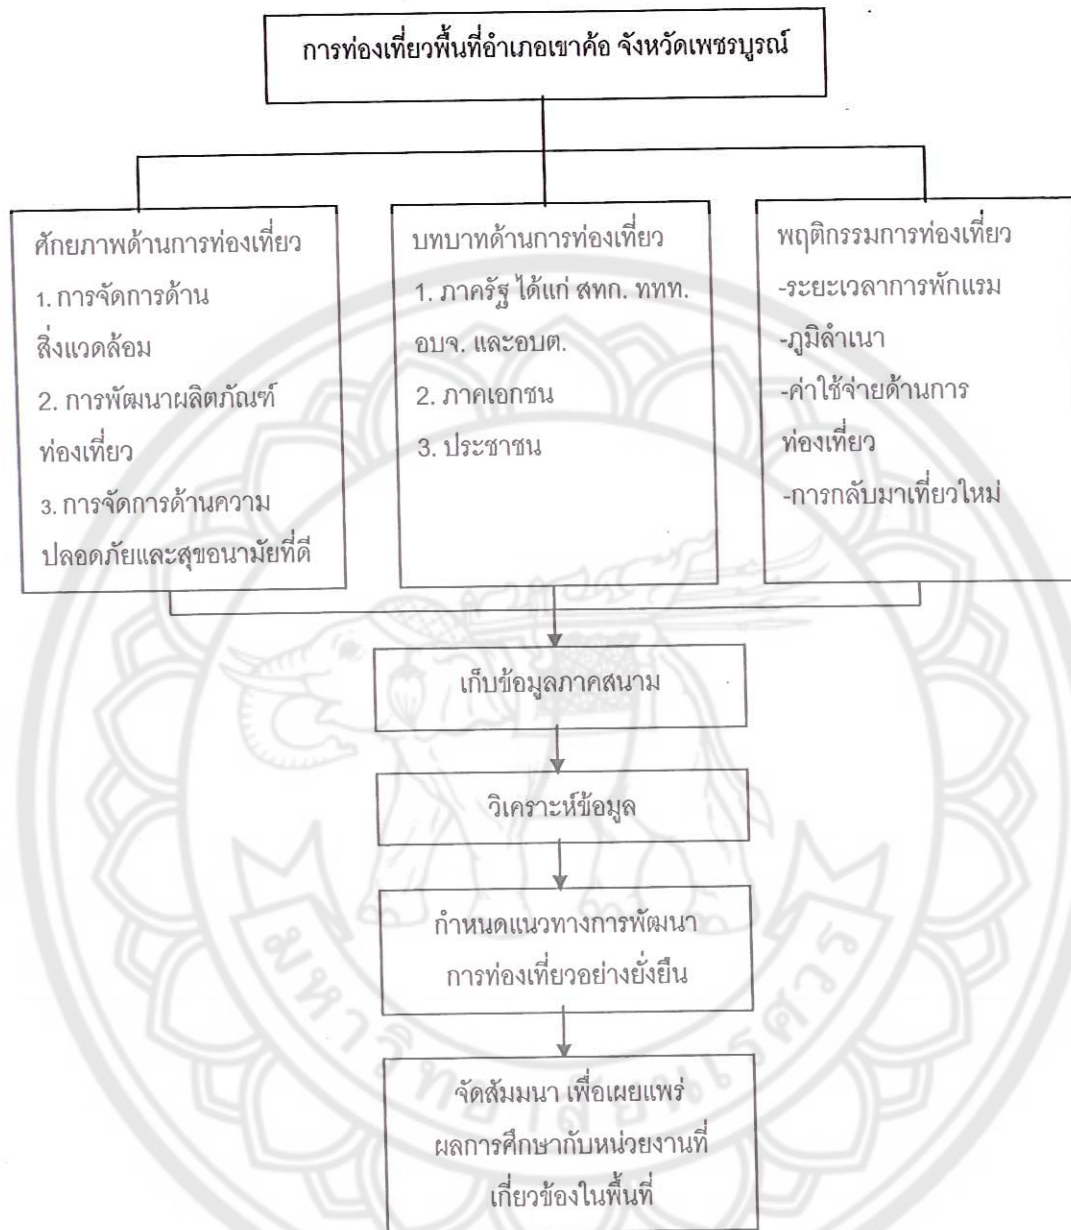 การท่องเที่ยวพื้นที่อำเภอเขาค้อ จังหวัดเพชรบูรณ์
ศักยภาพด้านการท่องเที่ยว
1. การจัดการด้าน
สิ่งแวดล้อม
2. การพัฒนาผลิตภัณฑ์
ท่องเที่ยว
3. การจัดการด้านความ
ปลอดภัยและสุขอนามัยที่ดี
บทบาทด้านการท่องเที่ยว
1. ภาครัฐ ได้แก่ สทก. ททท.
อบจ. และอบต.
2. ภาคเอกชน
3. ประชาชน
พฤติกรรมการท่องเที่ยว
-ระยะเวลาการพักแรม
-ภูมิลำเนา
-ค่าใช้จ่ายด้านการ
ท่องเที่ยว
-การกลับมาเที่ยวใหม่
เก็บข้อมูลภาคสนาม
วิเคราะห์ข้อมูล
กำหนดแนวทางการพัฒนา
การท่องเที่ยวอย่างยั่งยืน
จัดสัมมนา เพื่อเผยแพร่
ผลการศึกษากับหน่วยงานที่
เกี่ยวข้องในพื้นที่
มหาวิทยาลัยนเรศวร